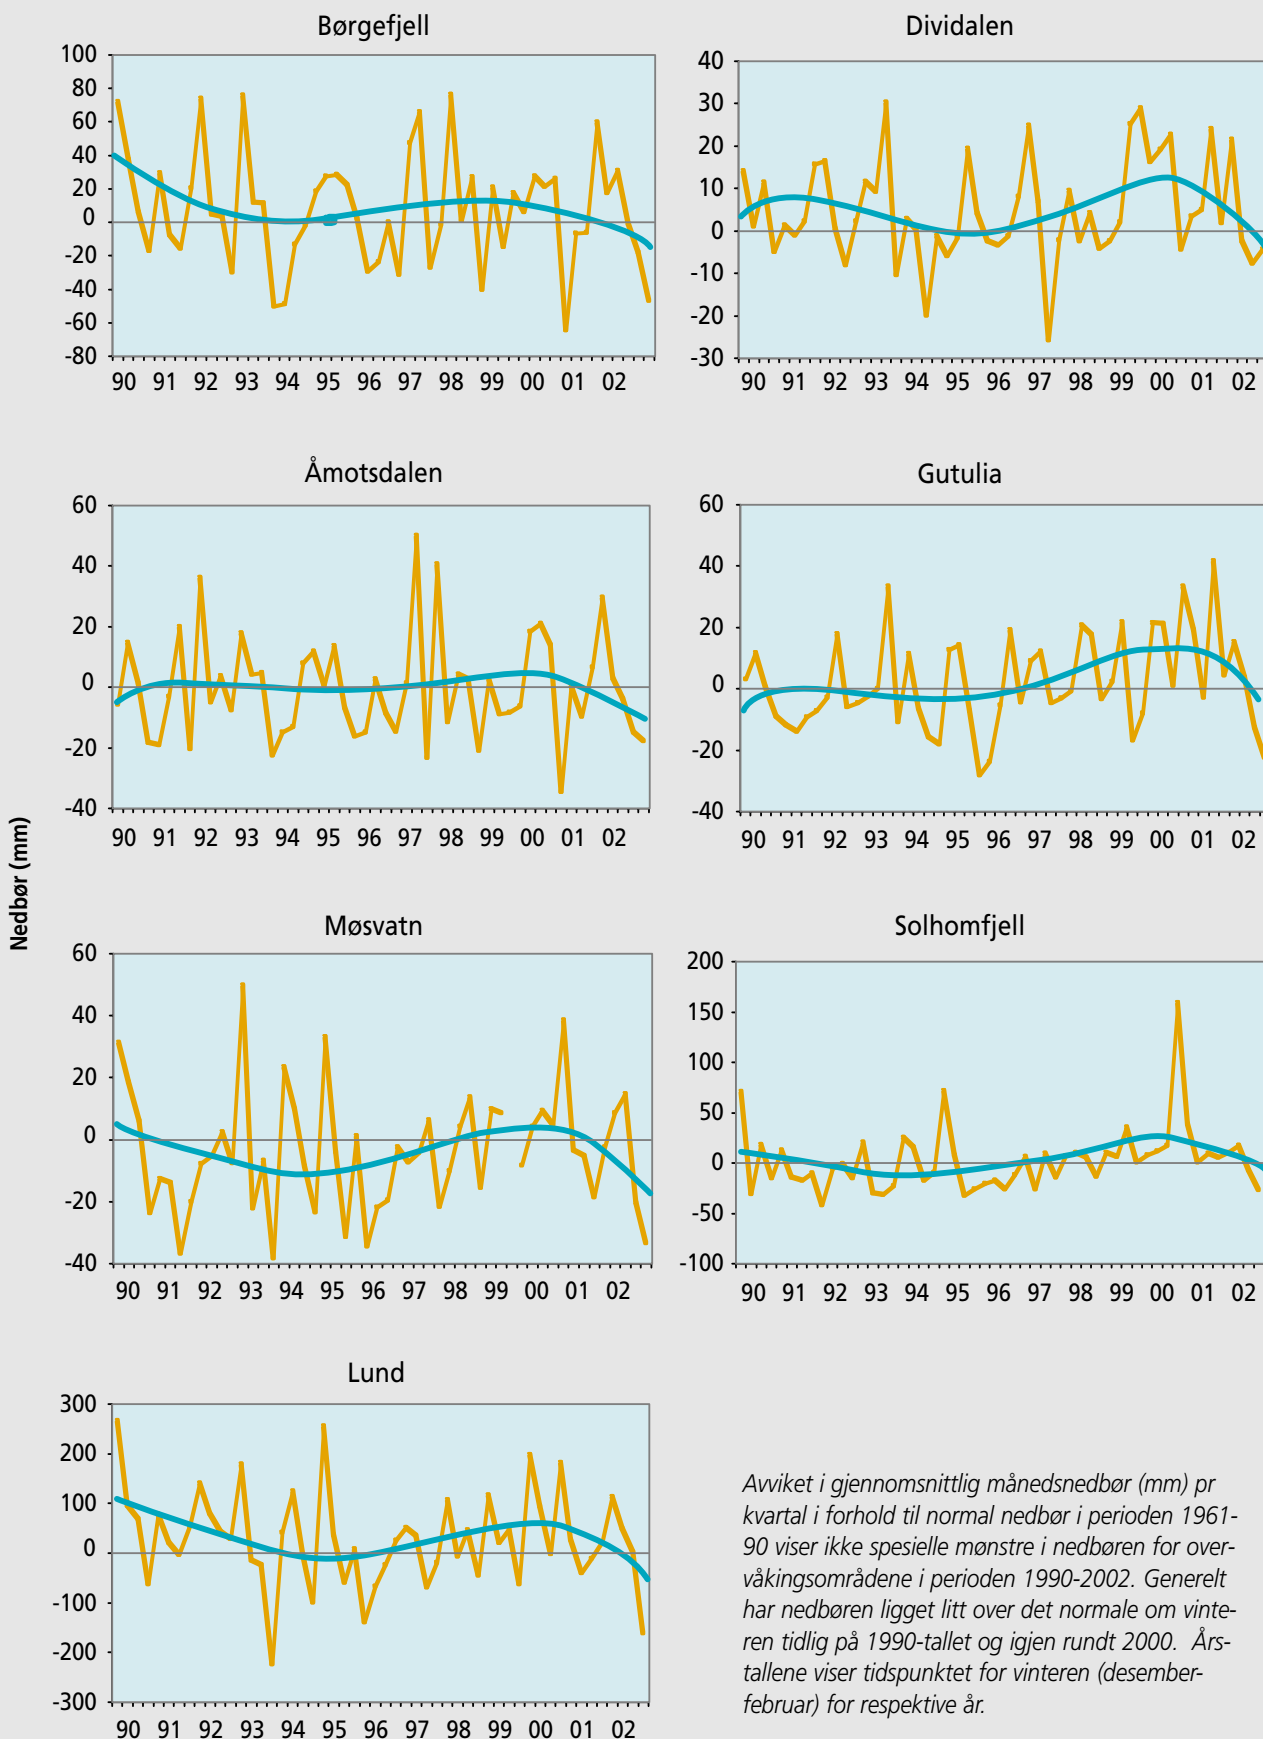 Børgefjell
100
80
60
40
20
0
-20
-40
-60
-80
90 91 92 93 94 95 96 97 98 99 00 01 02
Dividalen
40
30
20
10
0
-10
-20
-30
90 91 92 93 94 95 96 97 98 99 00 01 02
Åmotsdalen
60
40
20
0
-20
-40
90 91 92 93 94 95 96 97 98 99 00 01 02
Gutulia
60
40
20
0
-20
-40
90 91 92 93 94 95 96 97 98 99 00 01 02
Nedbør (mm)
Møsvatn
60
40
20
0
-20
-40
90 91 92 93 94 95 96 97 98 99 00 01 02
Solhomfjell
200
150
100
50
0
-50
-100
90 91 92 93 94 95 96 97 98 99 00 01 02
Lund
300
200
100
0
-100
-200
-300
90 91 92 93 94 95 96 97 98 99 00 01 02
Avviket i gjennomsnittlig månedsnedbør (mm) pr
kvartal i forhold til normal nedbør i perioden 1961-
90 viser ikke spesielle mønstre i nedbøren for over-
våkingsområdene i perioden 1990-2002. Generelt
har nedbøren ligget litt over det normale om vinte-
ren tidlig på 1990-tallet og igjen rundt 2000. Års-
tallene viser tidspunktet for vinteren (desember-
februar) for respektive år.